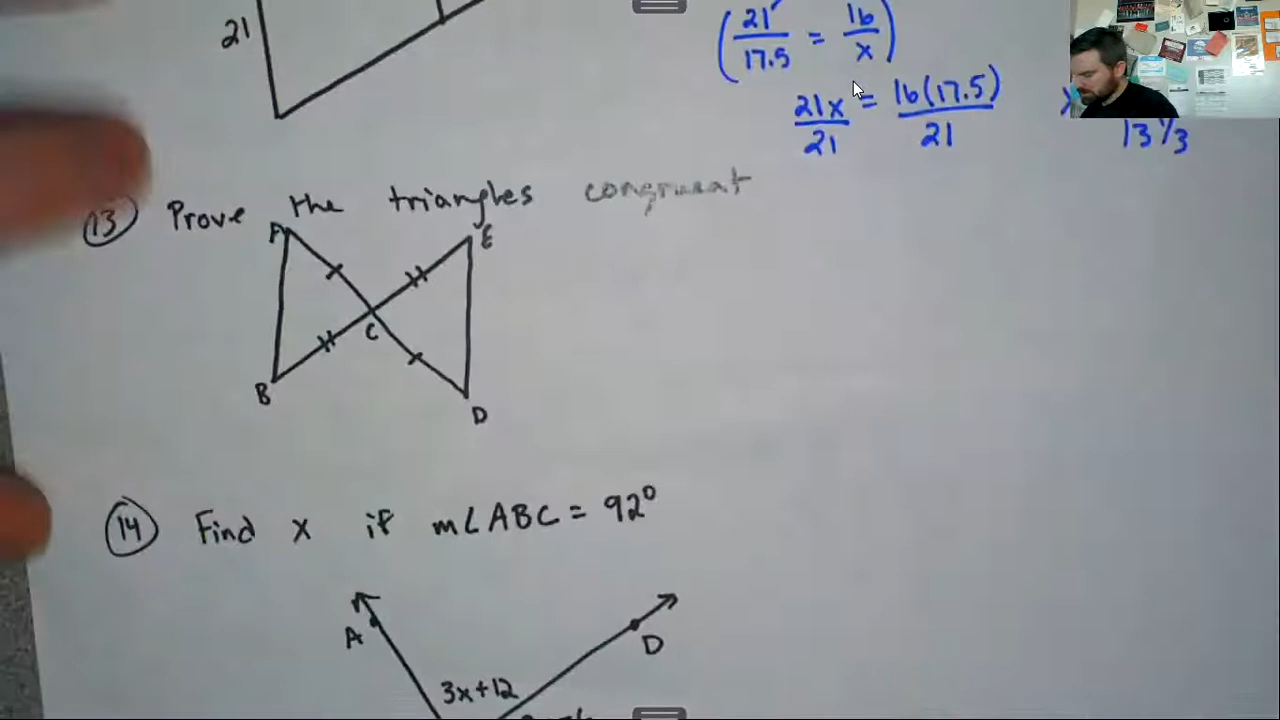 21
21 / 17.5 = 16 / x
21x / 21 = 16(17.5) / 21
13 1/3
13 Prove the triangles congruent
A
E
C
B
D
14 Find x if m∠ABC = 92°
A
D
3x+12